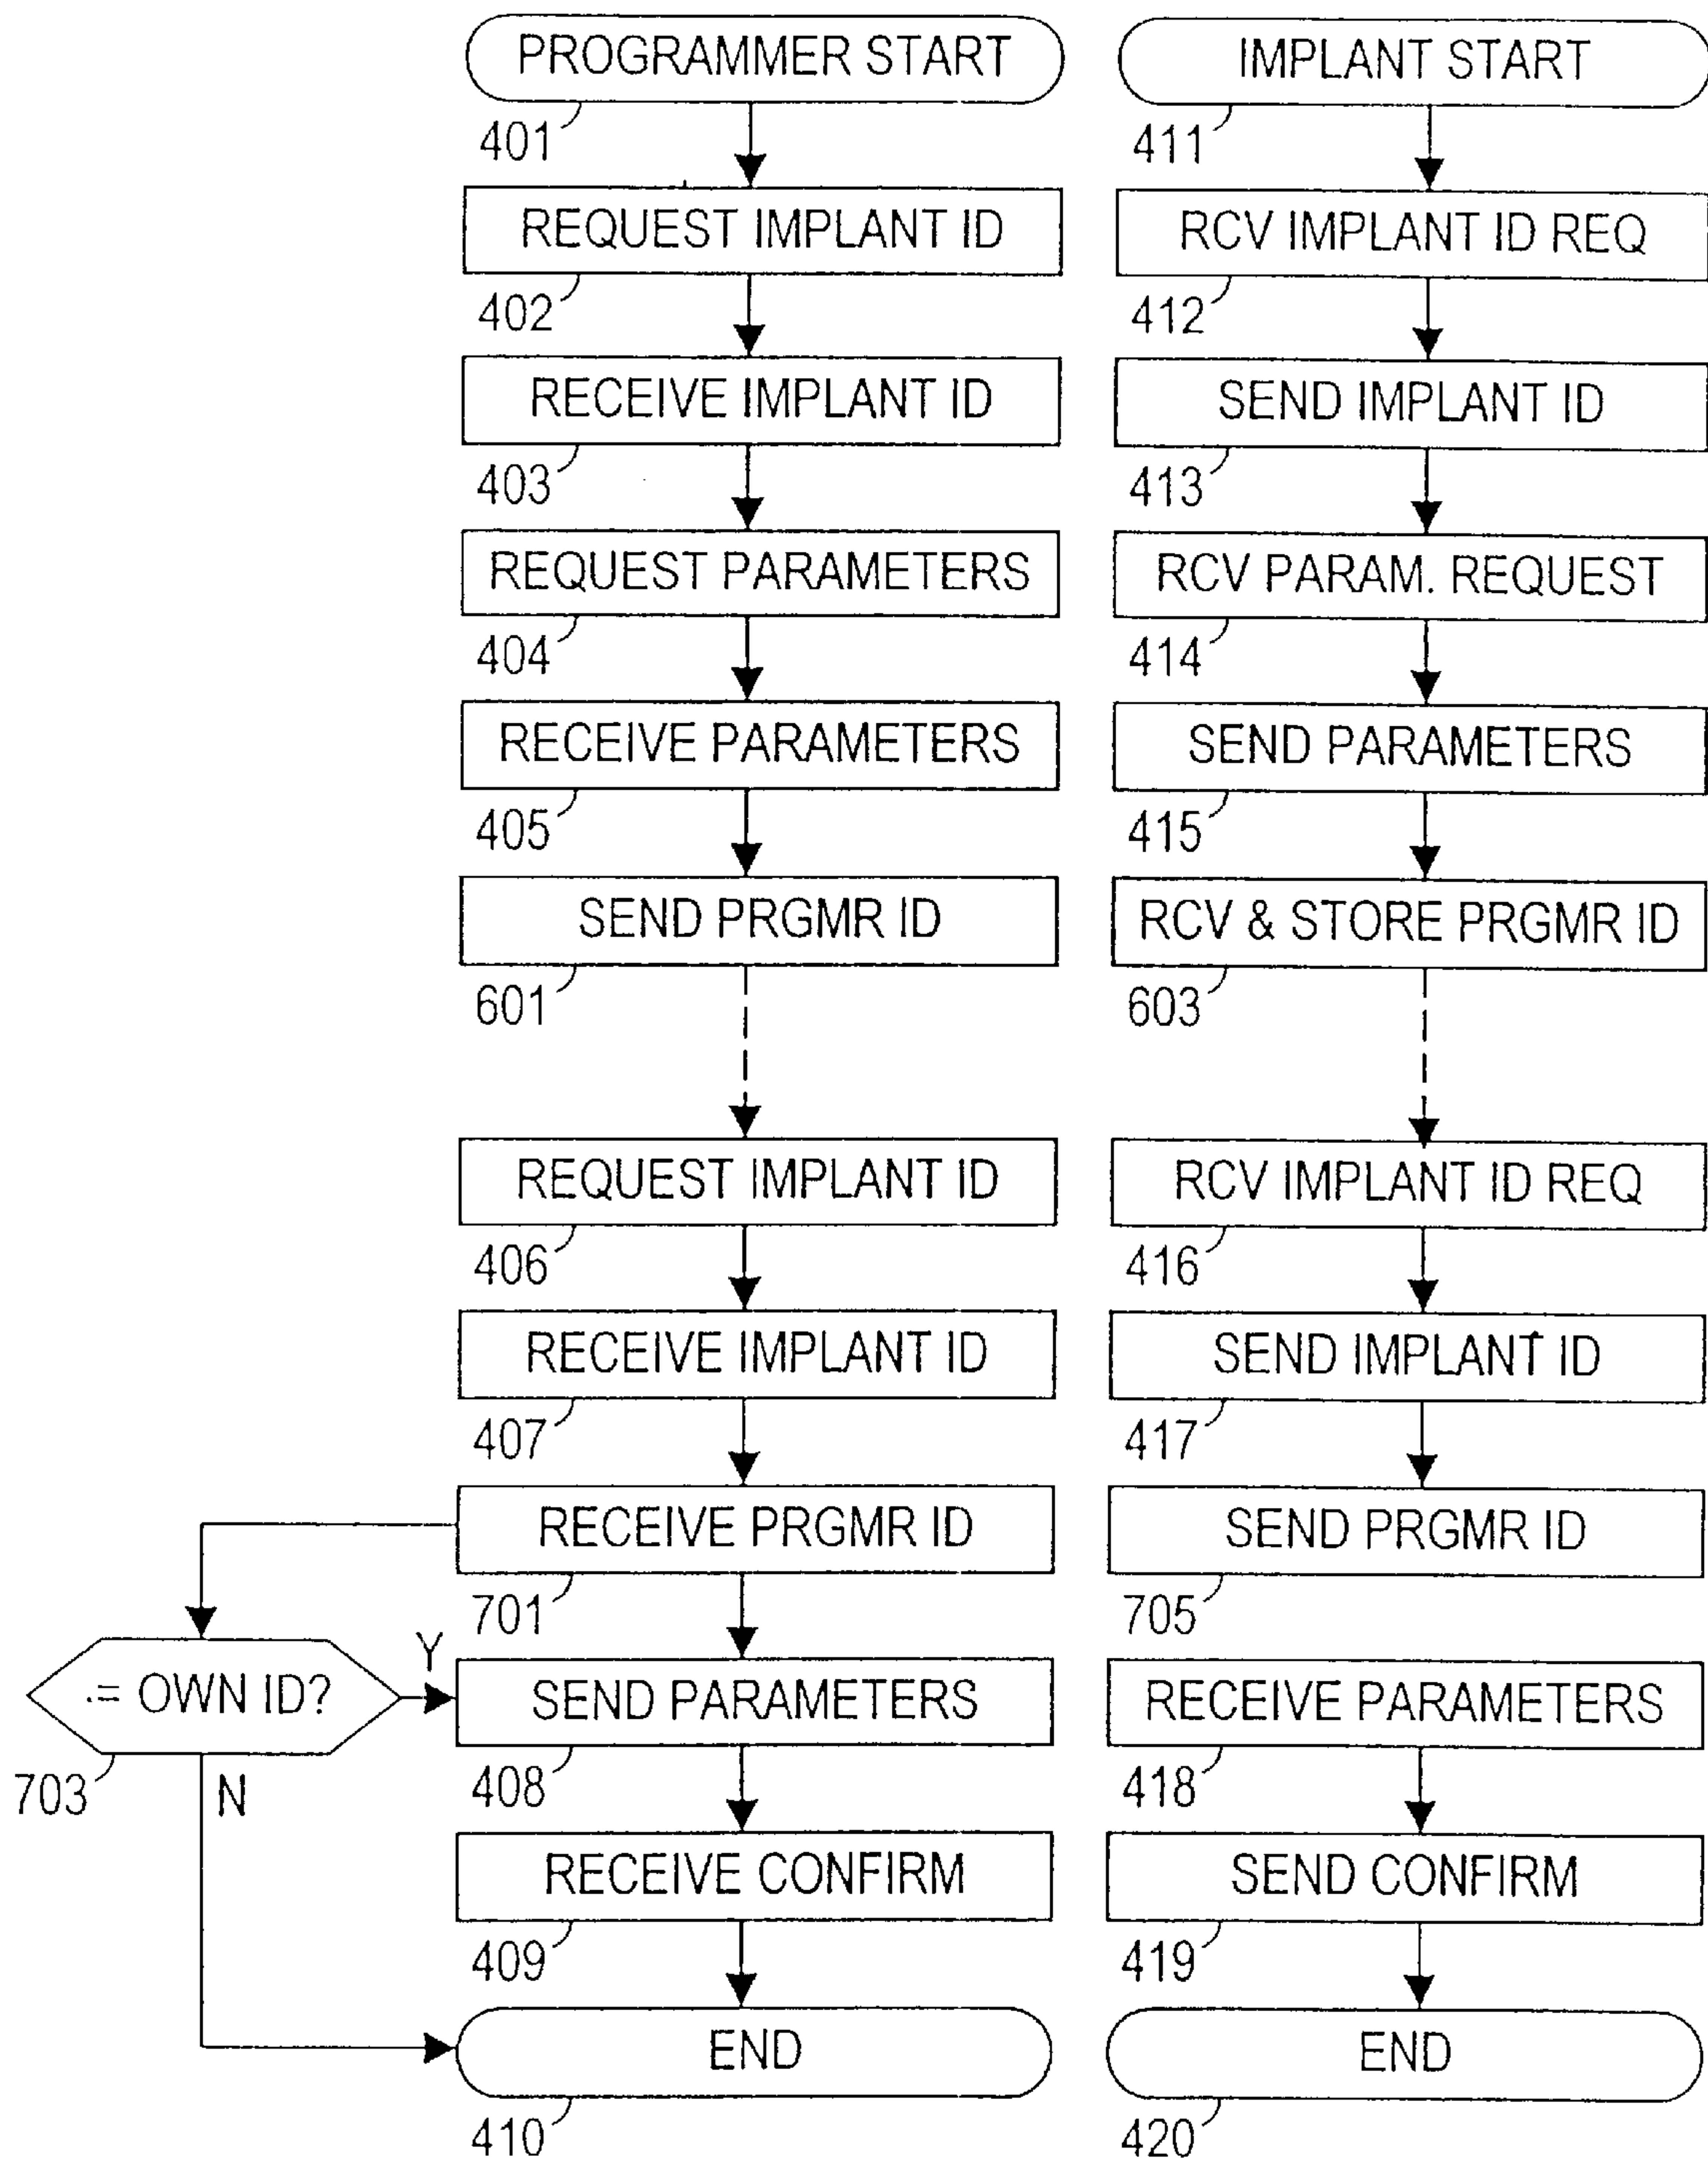 PROGRAMMER START
401
REQUEST IMPLANT ID
402
RECEIVE IMPLANT ID
403
REQUEST PARAMETERS
404
RECEIVE PARAMETERS
405
SEND PRGMR ID
601
REQUEST IMPLANT ID
406
RECEIVE IMPLANT ID
407
RECEIVE PRGMR ID
701
= OWN ID?
703
Y
N
SEND PARAMETERS
408
RECEIVE CONFIRM
409
END
410
IMPLANT START
411
RCV IMPLANT ID REQ
412
SEND IMPLANT ID
413
RCV PARAM. REQUEST
414
SEND PARAMETERS
415
RCV & STORE PRGMR ID
603
RCV IMPLANT ID REQ
416
SEND IMPLANT ID
417
SEND PRGMR ID
705
RECEIVE PARAMETERS
418
SEND CONFIRM
419
END
420